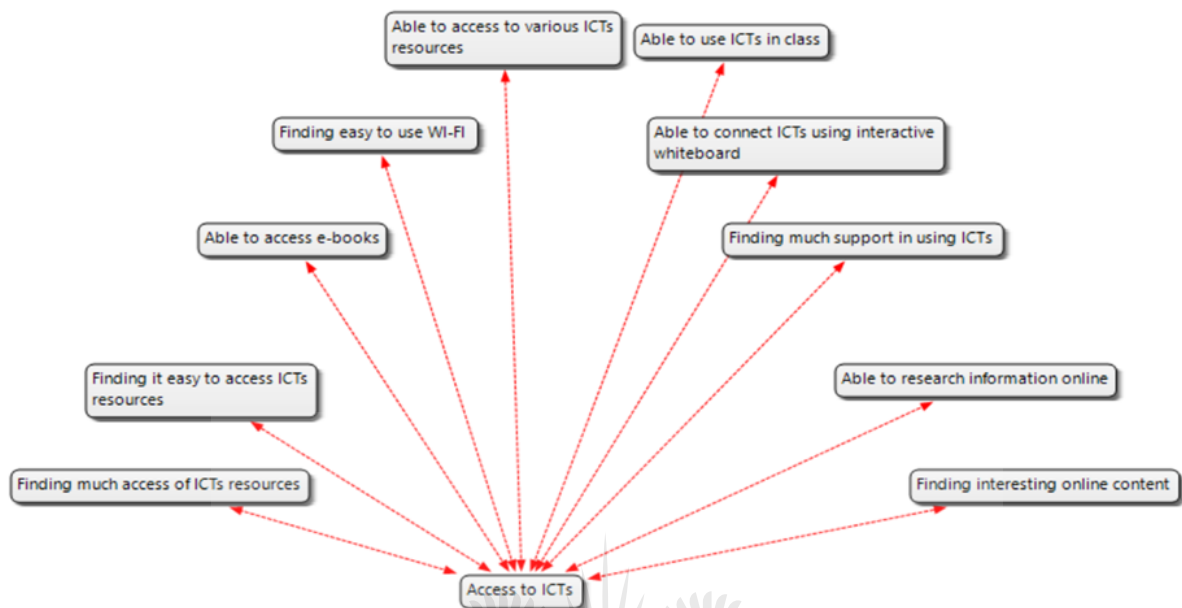 Able to access to various ICTs
resources
Able to use ICTs in class
Finding easy to use WI-FI
Able to connect ICTs using interactive
whiteboard
Able to access e-books
Finding much support in using ICTs
Finding it easy to access ICTs
resources
Able to research information online
Finding much access of ICTs resources
Finding interesting online content
Access to ICTs